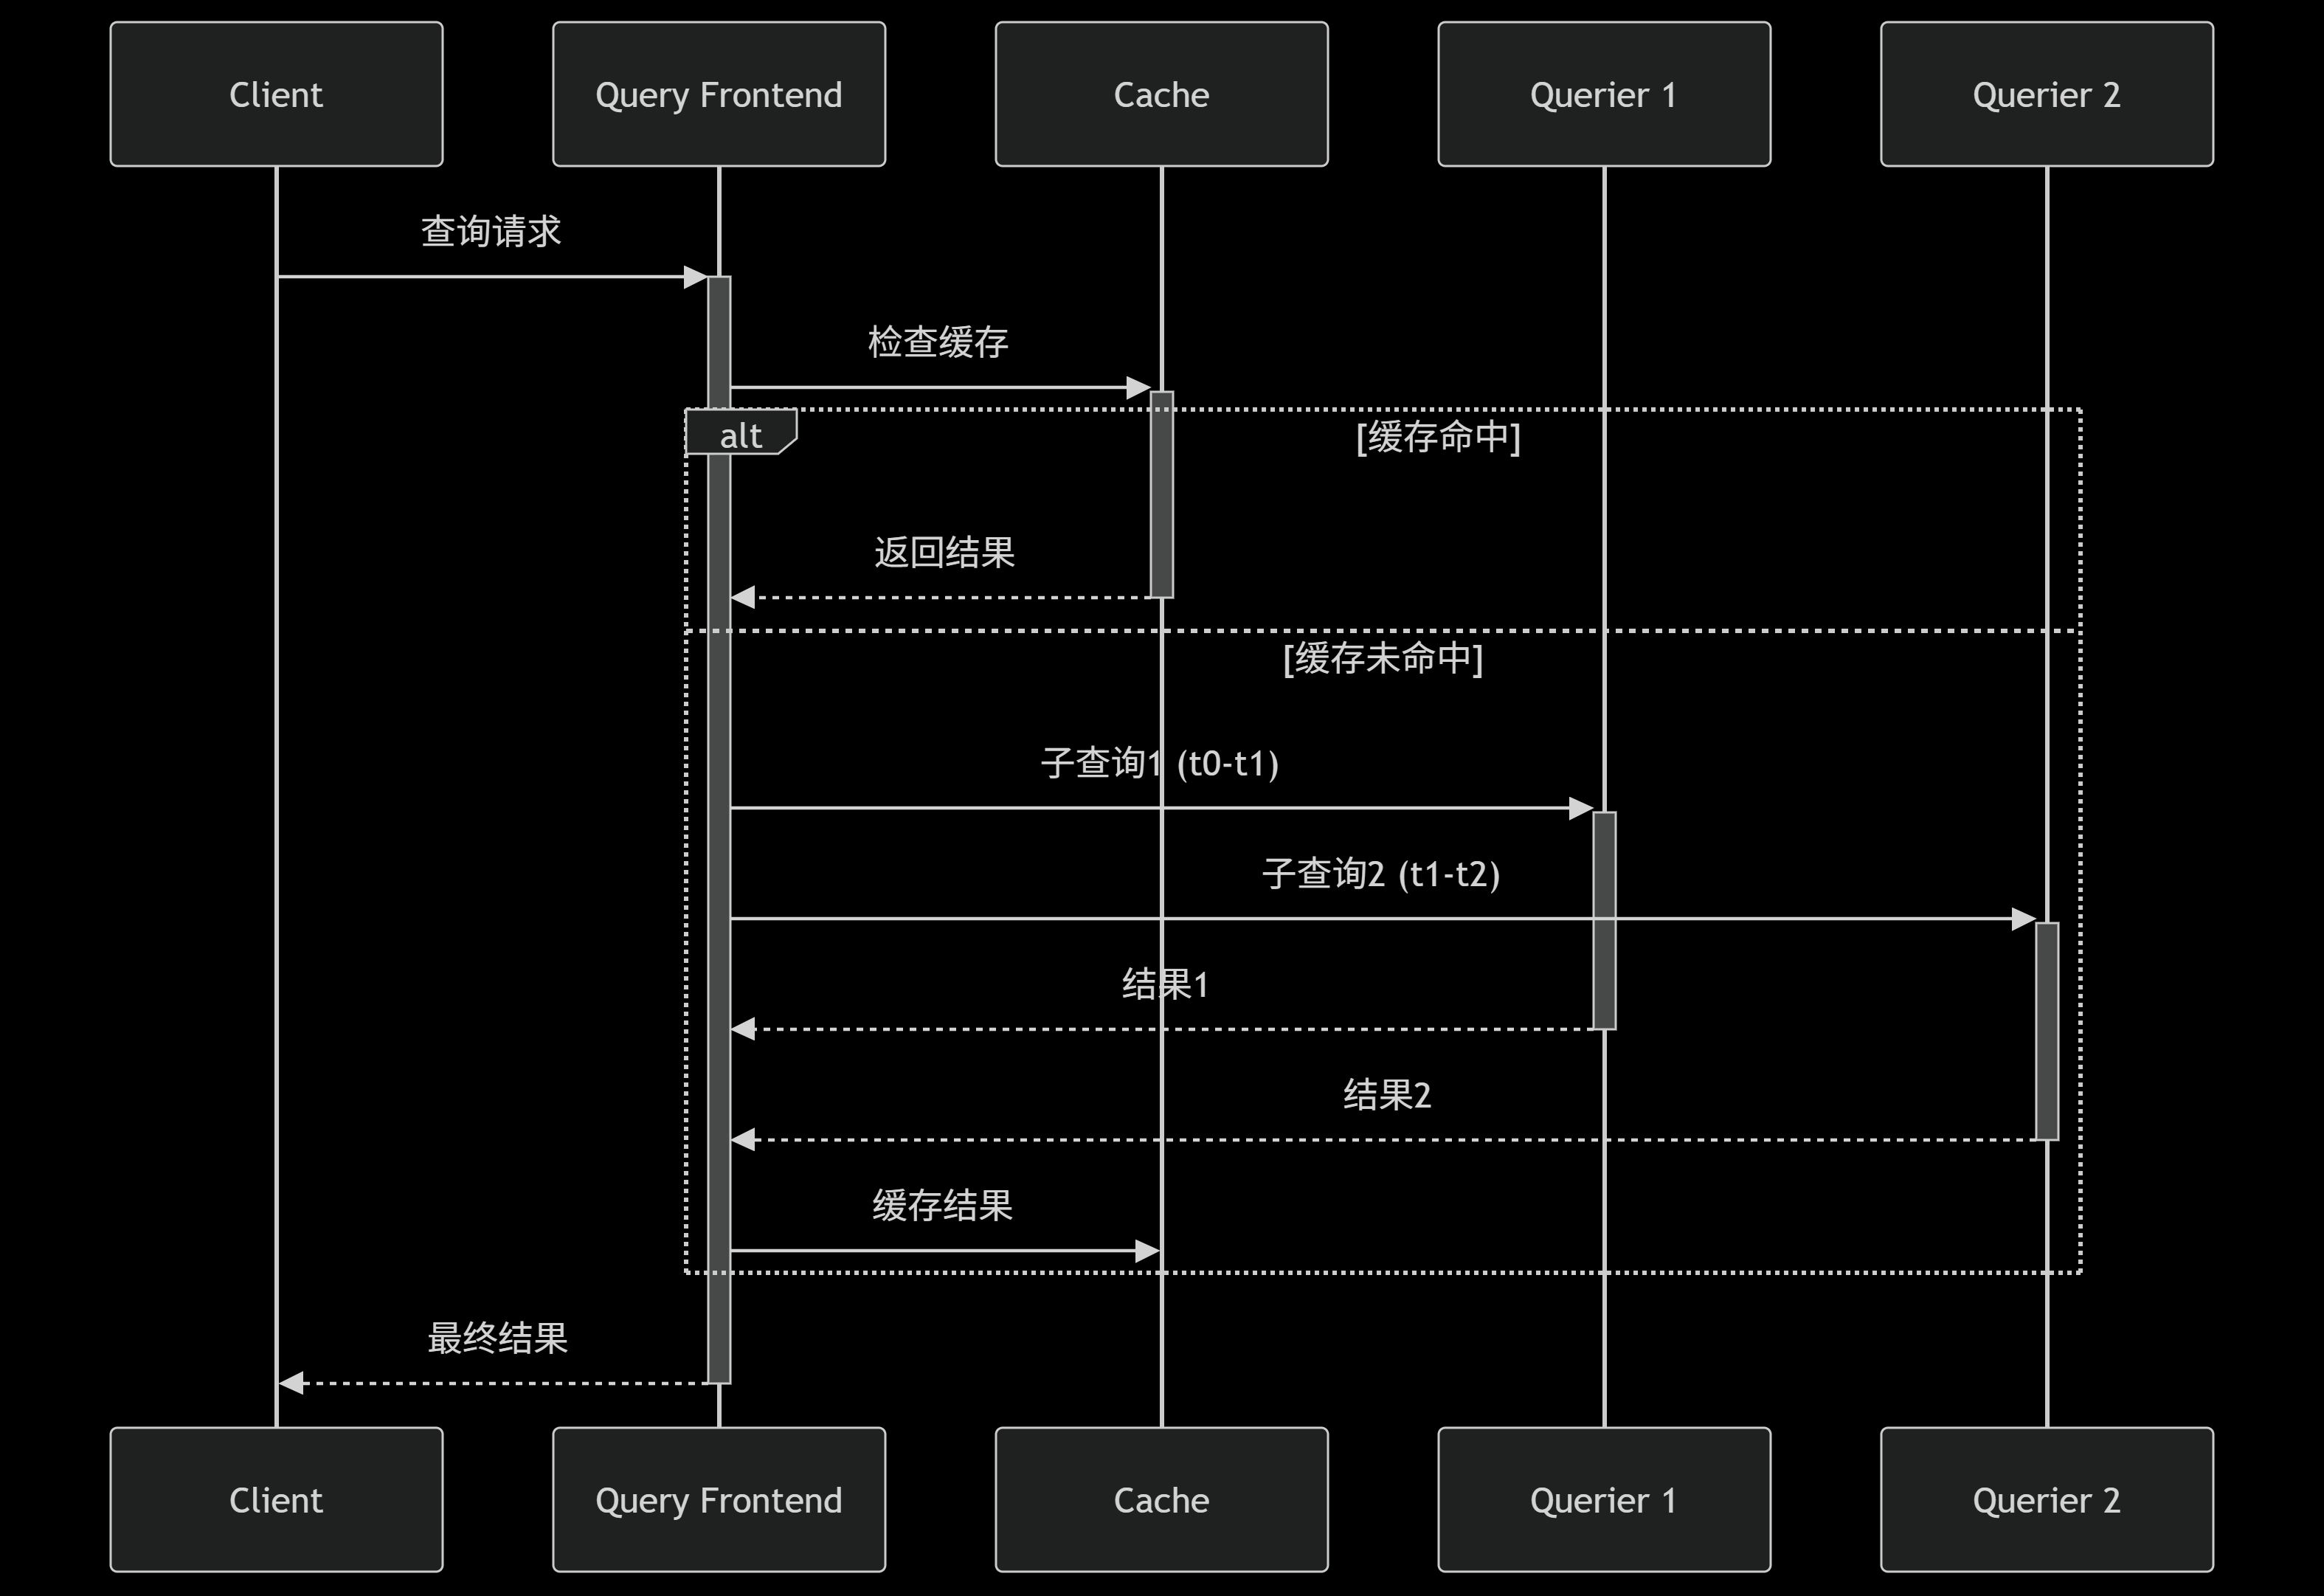 Client
Query Frontend
Cache
Querier 1
Querier 2
查询请求
检查缓存
alt
[缓存命中]
返回结果
[缓存未命中]
子查询1 (t0-t1)
子查询2 (t1-t2)
结果1
结果2
缓存结果
最终结果
Client
Query Frontend
Cache
Querier 1
Querier 2